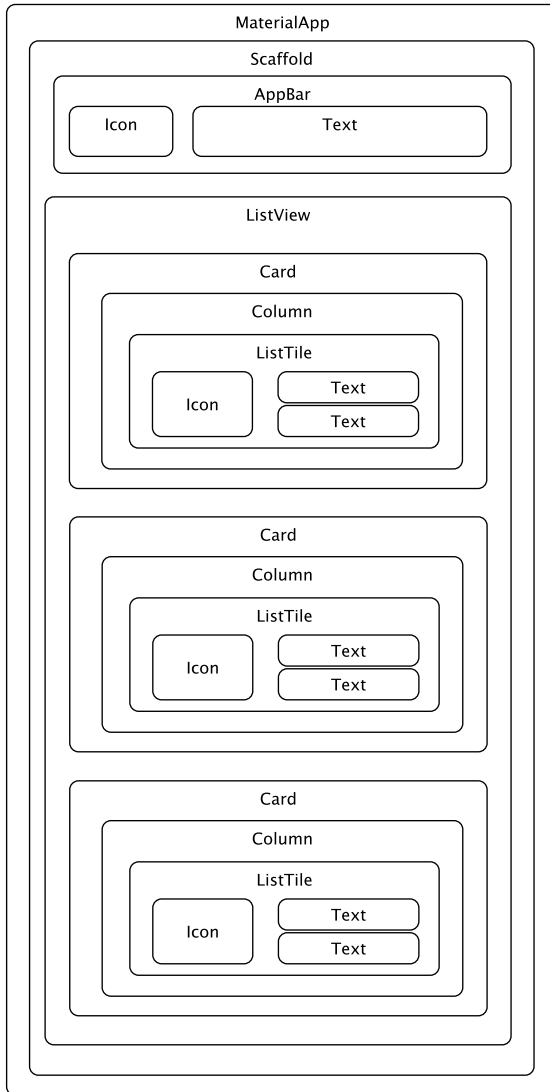 MaterialApp
Scaffold
AppBar
Icon Text
ListView
Card
Column
ListTile
Icon
Text
Text
Card
Column
ListTile
Icon
Text
Text
Card
Column
ListTile
Icon
Text
Text